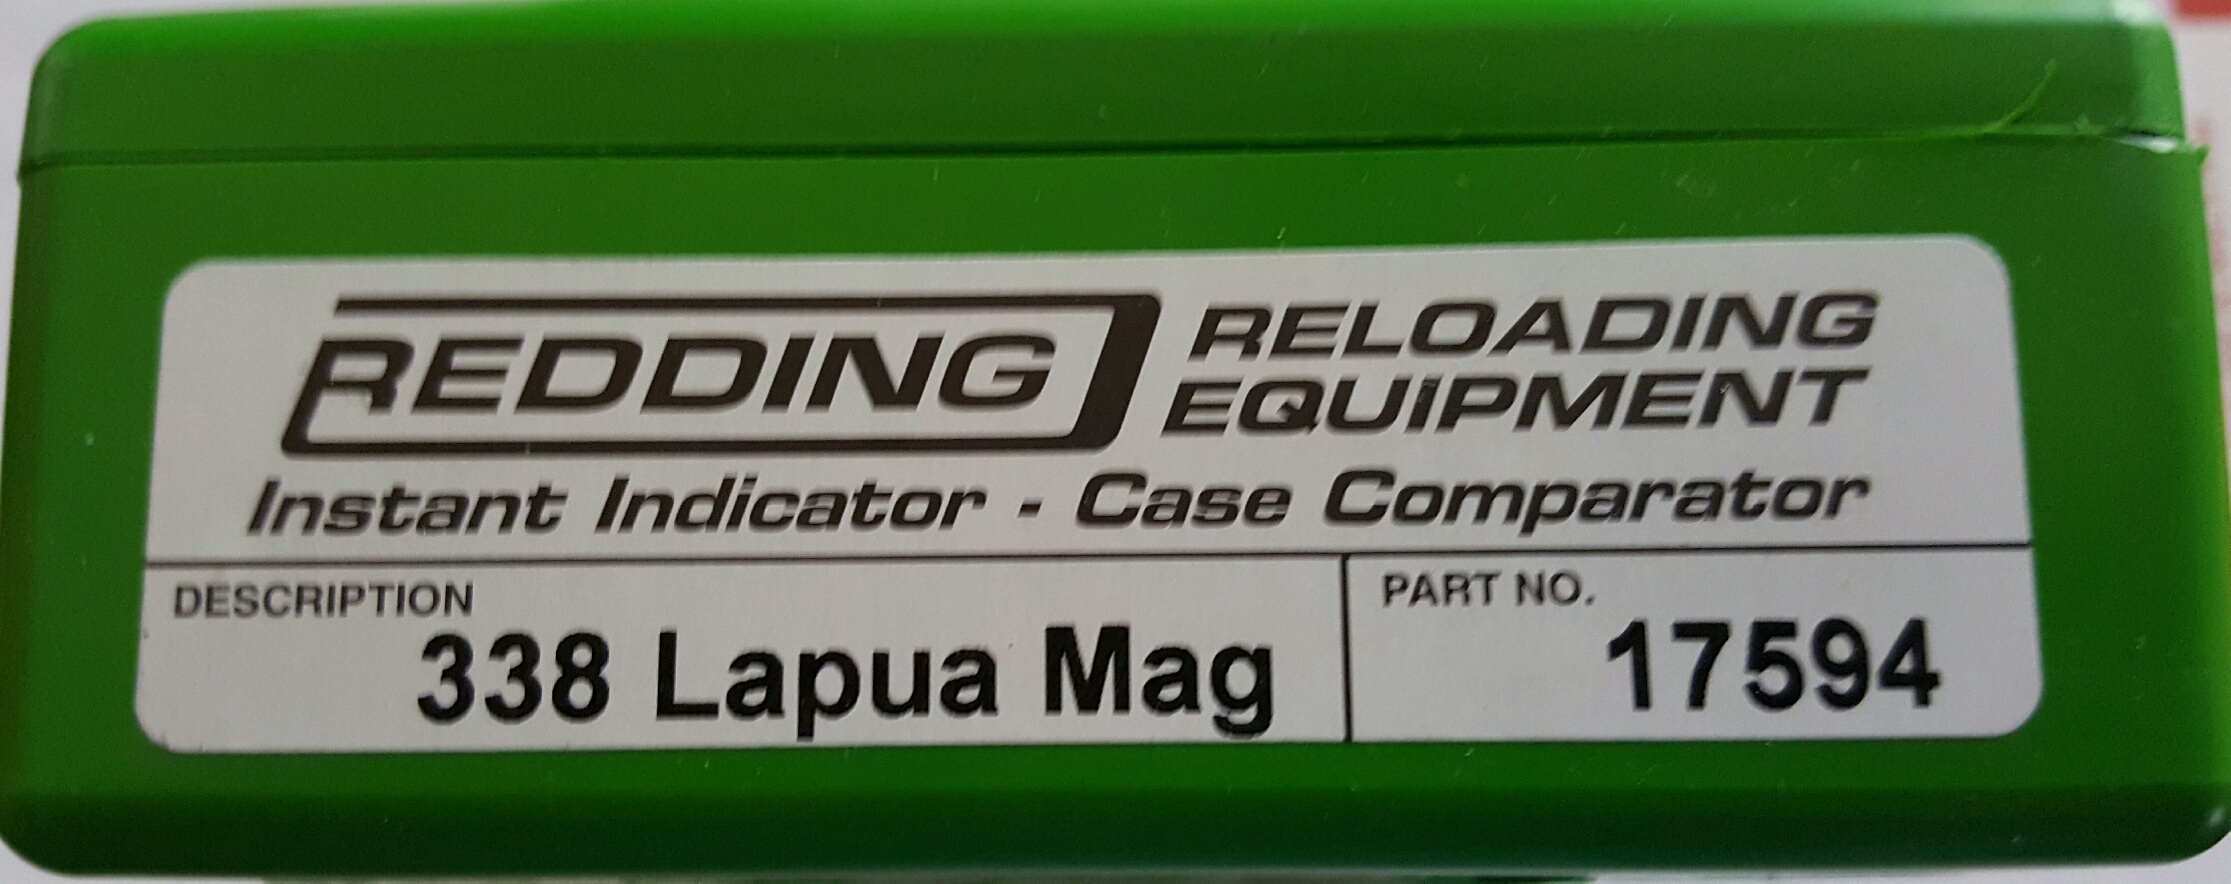 REDDING RELOADING EQUIPMENT
Instant Indicator - Case Comparator
DESCRIPTION
338 Lapua Mag
PART NO.
17594